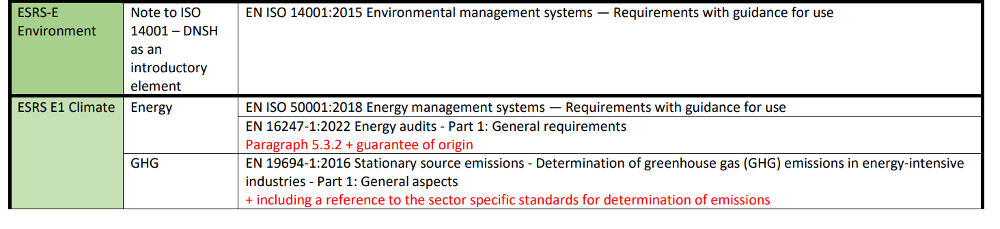 ESRS-E
Environment
Note to ISO
14001 – DNSH
as an
introductory
element
EN ISO 14001:2015 Environmental management systems — Requirements with guidance for use
ESRS E1 Climate
Energy
EN ISO 50001:2018 Energy management systems — Requirements with guidance for use
EN 16247-1:2022 Energy audits - Part 1: General requirements
Paragraph 5.3.2 + guarantee of origin
GHG
EN 19694-1:2016 Stationary source emissions - Determination of greenhouse gas (GHG) emissions in energy-intensive
industries - Part 1: General aspects
+ including a reference to the sector specific standards for determination of emissions